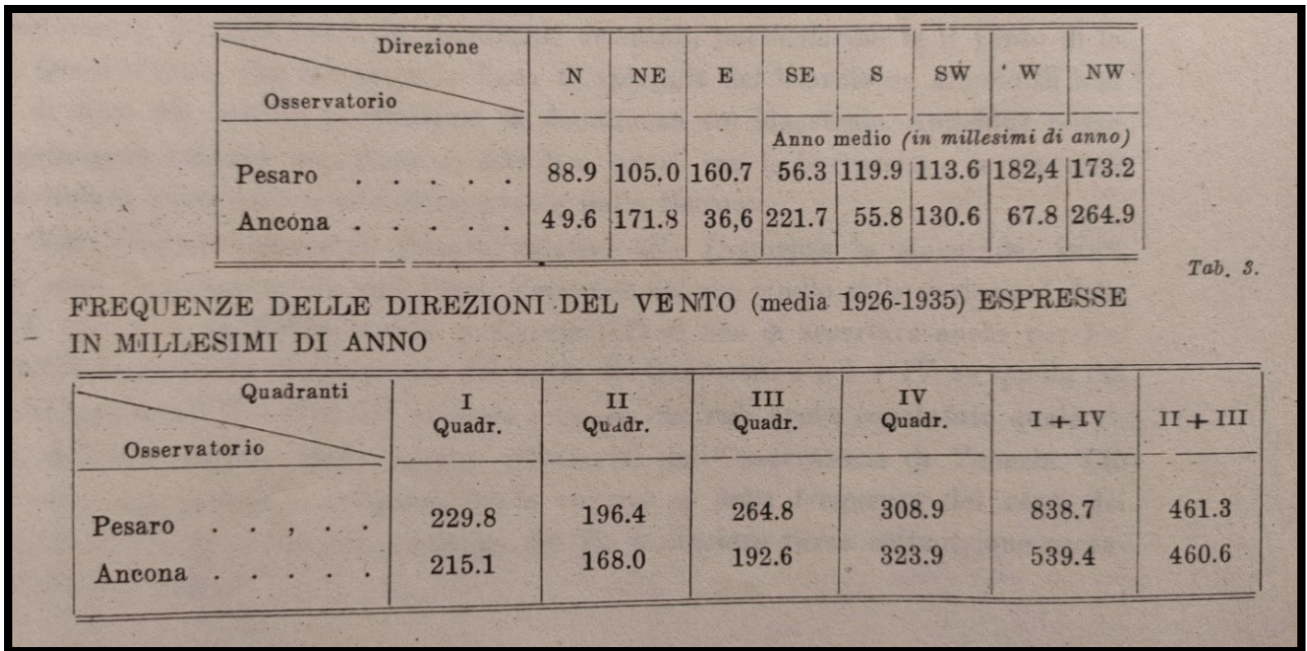 Direzione
Osservatorio
N NE E SE S SW W NW
Anno medio (in millesimi di anno)
Pesaro . . . . . 88.9 105.0 160.7 56.3 119.9 113.6 182,4 173.2
Ancona . . . . . 49.6 171.8 36,6 221.7 55.8 130.6 67.8 264.9
Tab. 3.
FREQUENZE DELLE DIREZIONI DEL VENTO (media 1926-1935) ESPRESSE
IN MILLESIMI DI ANNO
Quadranti
Osservatorio
I Quadr. II Quadr. III Quadr. IV Quadr. I + IV II + III
Pesaro . . , . . 229.8 196.4 264.8 308.9 838.7 461.3
Ancona . . . . . 215.1 168.0 192.6 323.9 539.4 460.6